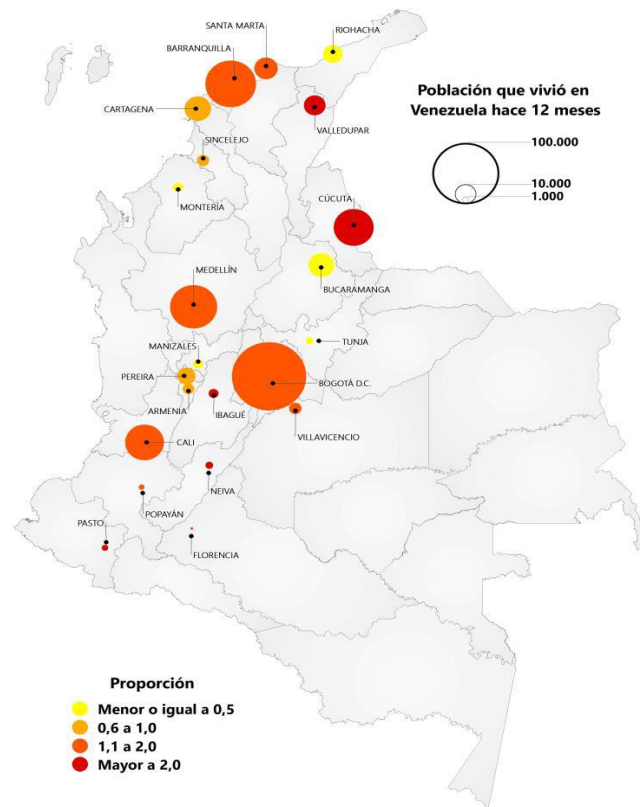 SANTA MARTA
RIOHACHA
BARRANQUILLA
Población que vivió en
Venezuela hace 12 meses
CARTAGENA
VALLEDUPAR
SINCELEJO
100.000
10.000
1.000
MONTERÍA
CÚCUTA
MEDELLÍN
BUCARAMANGA
MANIZALES
TUNJA
PEREIRA
BOGOTÁ D.C.
ARMENIA
IBAGUÉ
VILLAVICENCIO
CALI
NEIVA
POPAYÁN
PASTO
FLORENCIA
Proporción
Menor o igual a 0,5
0,6 a 1,0
1,1 a 2,0
Mayor a 2,0